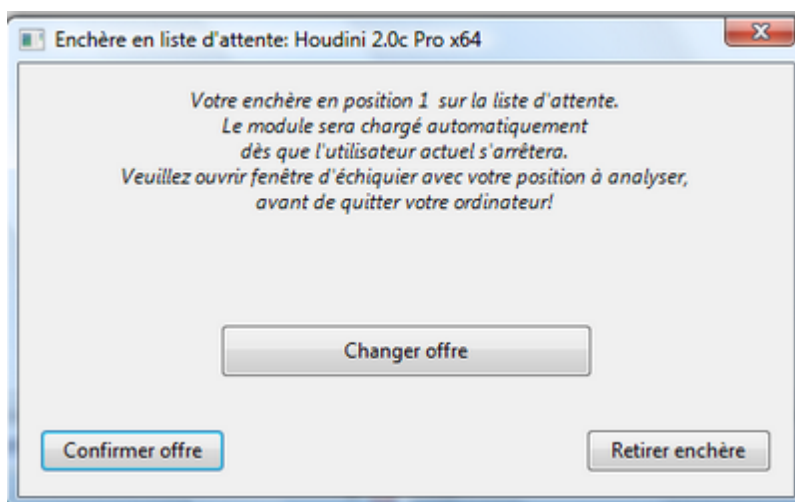 Enchère en liste d'attente: Houdini 2.0c Pro x64
Votre enchère en position 1 sur la liste d'attente.
Le module sera chargé automatiquement
dès que l'utilisateur actuel s'arrêtera.
Veuillez ouvrir fenêtre d'échiquier avec votre position à analyser,
avant de quitter votre ordinateur!
Changer offre
Confirmer offre
Retirer enchère